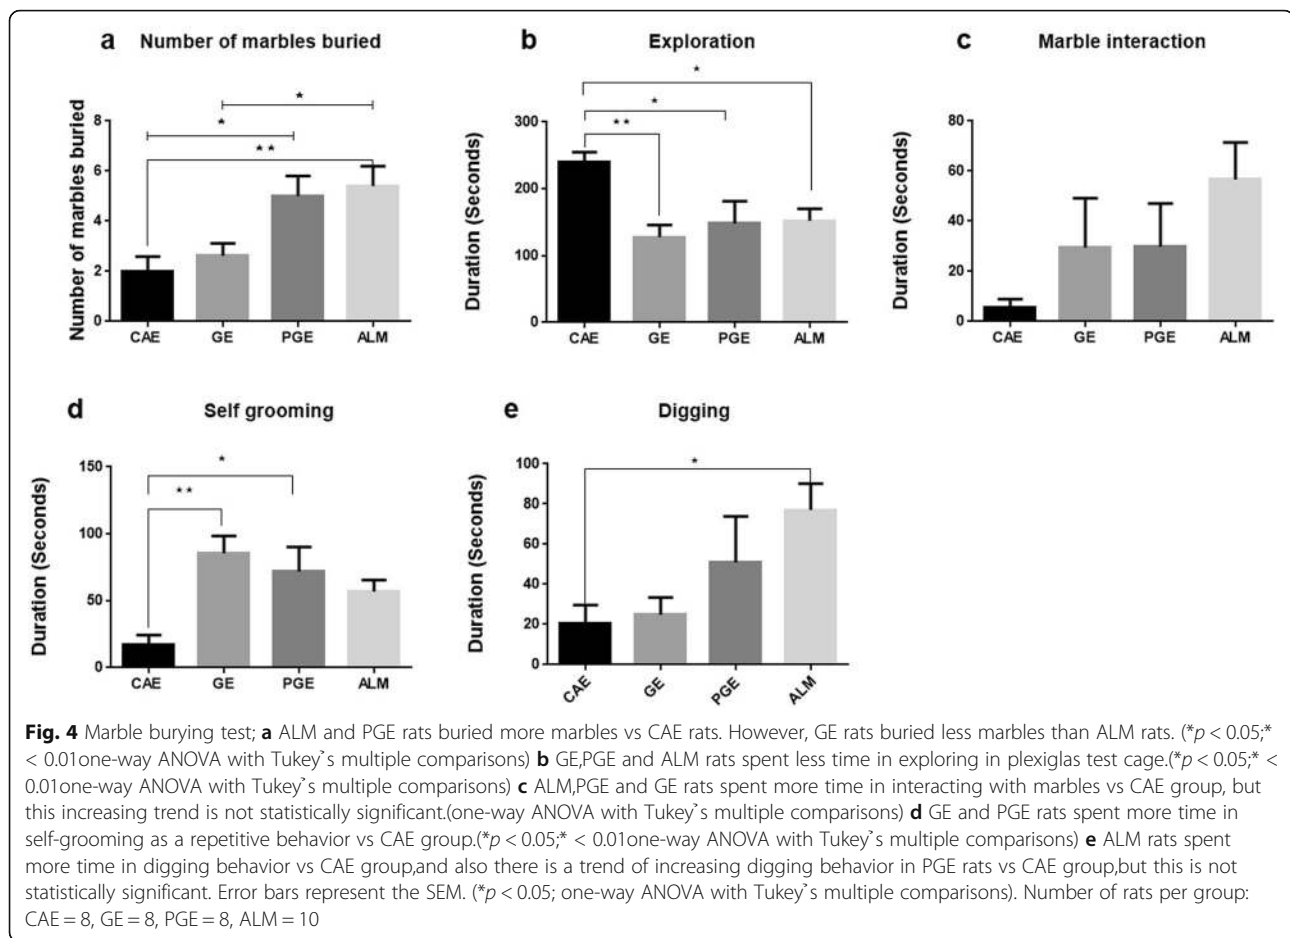 a Number of marbles buried
Number of marbles buried
8
6
4
2
0
*
*
**
CAE GE PGE ALM
b Exploration
Duration (Seconds)
300
200
100
0
*
*
**
CAE GE PGE ALM
c Marble interaction
Duration (Seconds)
80
60
40
20
0
CAE GE PGE ALM
d Self grooming
Duration (Seconds)
150
100
50
0
*
**
CAE GE PGE ALM
e Digging
Duration (Seconds)
100
80
60
40
20
0
*
CAE GE PGE ALM
Fig. 4 Marble burying test; a ALM and PGE rats buried more marbles vs CAE rats. However, GE rats buried less marbles than ALM rats. (*p < 0.05;*
< 0.01one-way ANOVA with Tukey`s multiple comparisons) b GE,PGE and ALM rats spent less time in exploring in plexiglas test cage.(*p < 0.05;* <
0.01one-way ANOVA with Tukey`s multiple comparisons) c ALM,PGE and GE rats spent more time in interacting with marbles vs CAE group, but
this increasing trend is not statistically significant.(one-way ANOVA with Tukey`s multiple comparisons) d GE and PGE rats spent more time in
self-grooming as a repetitive behavior vs CAE group.(*p < 0.05;* < 0.01one-way ANOVA with Tukey`s multiple comparisons) e ALM rats spent
more time in digging behavior vs CAE group,and also there is a trend of increasing digging behavior in PGE rats vs CAE group,but this is not
statistically significant. Error bars represent the SEM. (*p < 0.05; one-way ANOVA with Tukey`s multiple comparisons). Number of rats per group:
CAE = 8, GE = 8, PGE = 8, ALM = 10